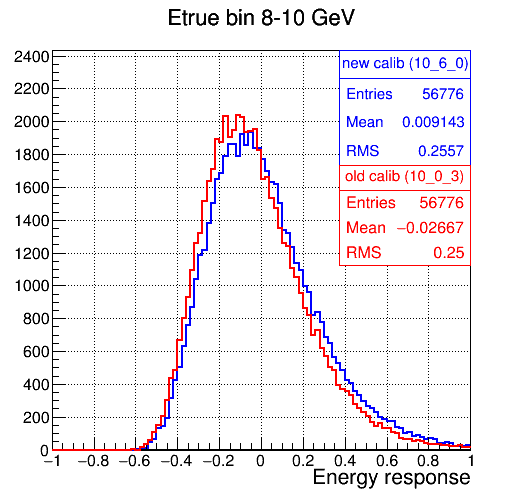 Etrue bin 8-10 GeV
new calib (10_6_0)
Entries 56776
Mean 0.009143
RMS 0.2557
old calib (10_0_3)
Entries 56776
Mean −0.02667
RMS 0.25
2400
2200
2000
1800
1600
1400
1200
1000
800
600
400
200
0
−1 −0.8 −0.6 −0.4 −0.2 0 0.2 0.4 0.6 0.8 1
Energy response